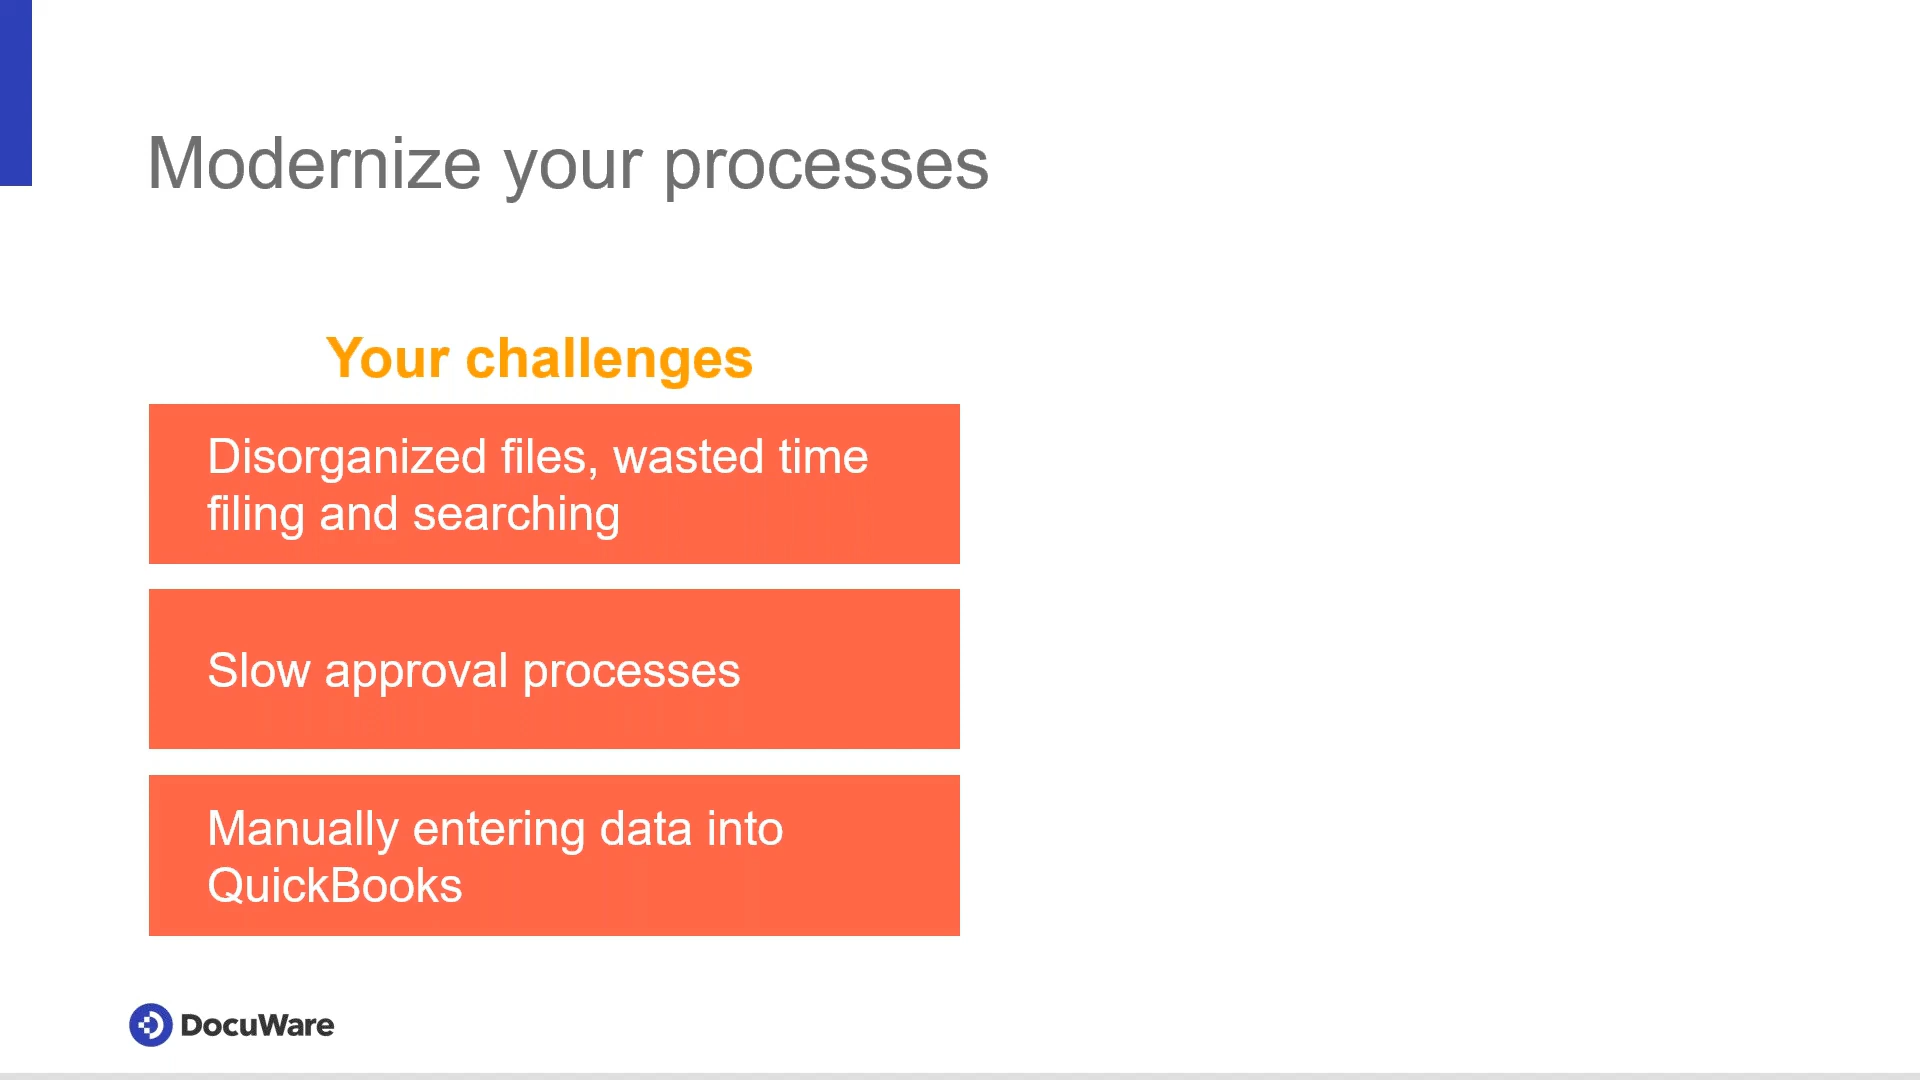 Modernize your processes
Your challenges
Disorganized files, wasted time
filing and searching
Slow approval processes
Manually entering data into
QuickBooks
DocuWare